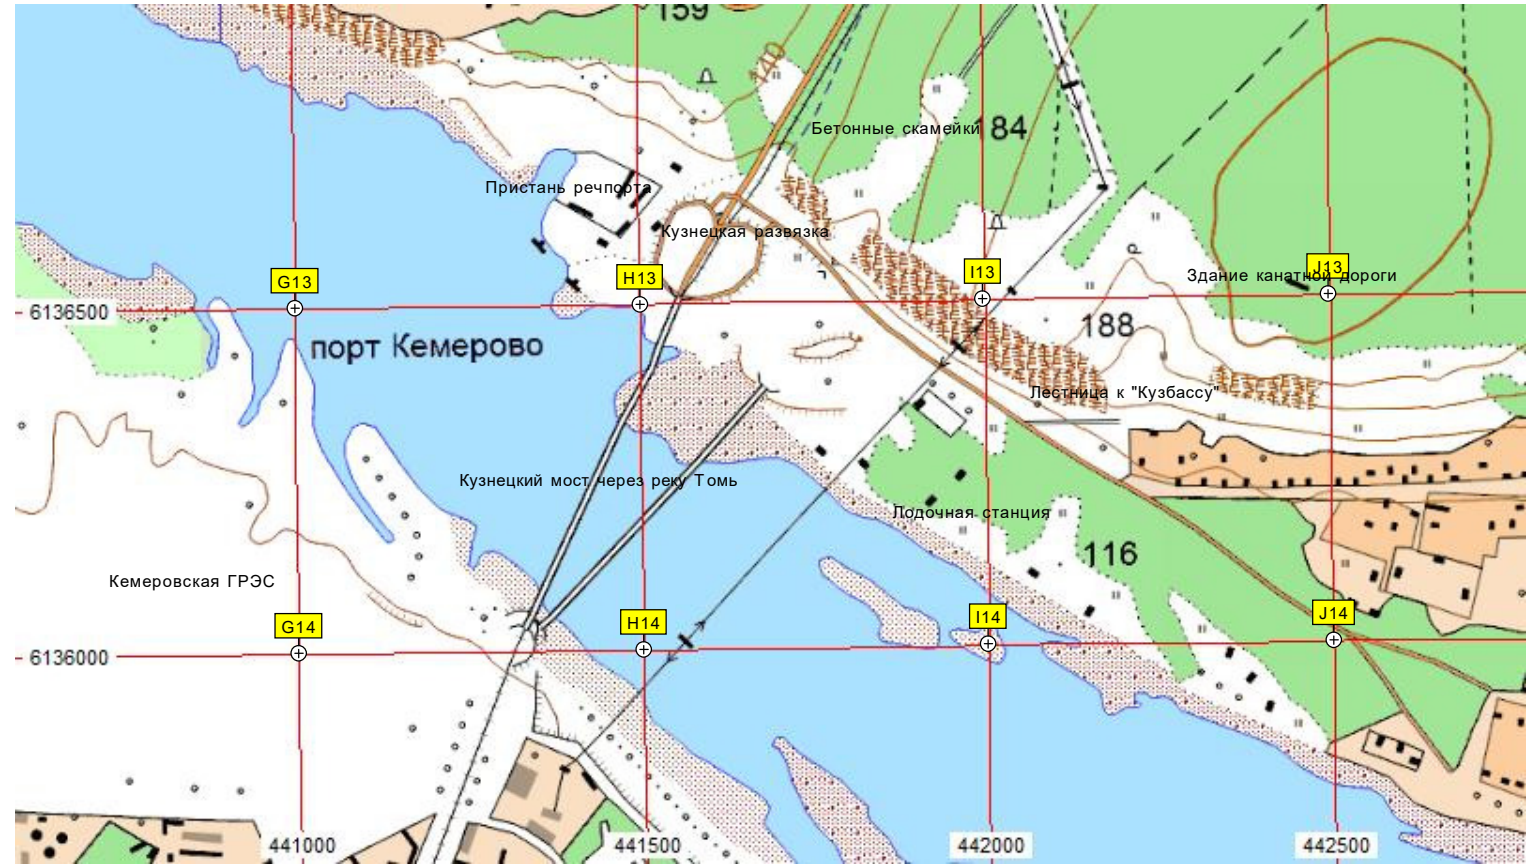 159
140
Бетонные скамейки
184
Пристань речпорта
Кузнецкая развязка
Р
G13
H13
I13
J13
Здание канатной дороги
6136500
188
порт Кемерово
Лестница к "Кузбассу"
Кузнецкий мост через реку Томь
Лодочная станция
116
Кемеровская ГРЭС
G14
H14
I14
J14
6136000
441000
441500
442000
442500